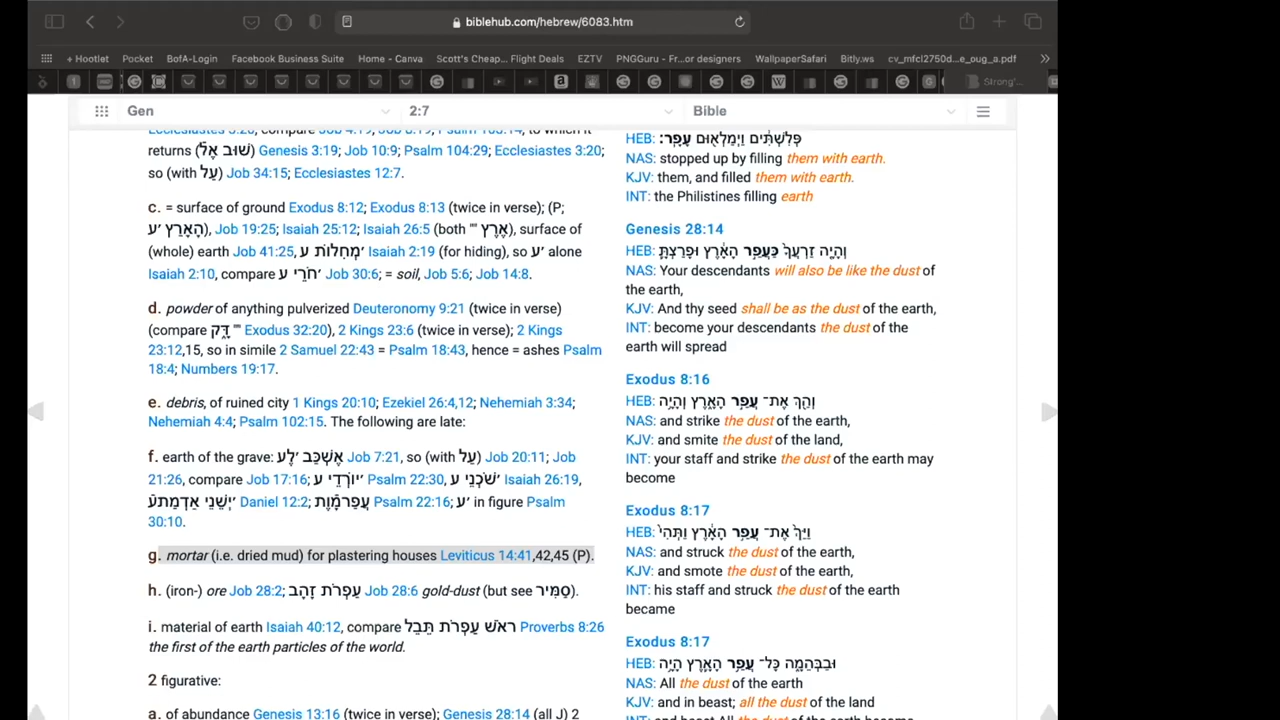 biblehub.com/hebrew/6083.htm
+ Hootlet Pocket BofA-Login Facebook Business Suite Home - Canva Scott's Cheap...Flight Deals EZTV PNGGuru - Fr...or designers WallpaperSafari Bitly.ws cv_mfcl2750d...e_oug_a.pdf
Strong'...
Gen 2:7 Bible
returns (שׁוּב אֶל) Genesis 3:19; Job 10:9; Psalm 104:29; Ecclesiastes 3:20;
so (with עַל) Job 34:15; Ecclesiastes 12:7.
c. = surface of ground Exodus 8:12; Exodus 8:13 (twice in verse); (P;
הָאָרֶץ ׳ע), Job 19:25; Isaiah 25:12; Isaiah 26:5 (both "" אֶרֶץ), surface of
(whole) earth Job 41:25, מְחִלּוֺת ע׳ Isaiah 2:19 (for hiding), so ע׳ alone
Isaiah 2:10, compare חֹרֵי ע׳ Job 30:6; = soil, Job 5:6; Job 14:8.
d. powder of anything pulverized Deuteronomy 9:21 (twice in verse)
(compare דַּק "" Exodus 32:20), 2 Kings 23:6 (twice in verse); 2 Kings
23:12,15, so in simile 2 Samuel 22:43 = Psalm 18:43, hence = ashes Psalm
18:4; Numbers 19:17.
e. debris, of ruined city 1 Kings 20:10; Ezekiel 26:4,12; Nehemiah 3:34;
Nehemiah 4:4; Psalm 102:15. The following are late:
f. earth of the grave: אֶשְׁכַּב ׳לֶע Job 7:21, so (with עַל) Job 20:11; Job
21:26, compare Job 17:16; יוֺרְדֵי ע׳ Psalm 22:30, שֹׁכְנֵי ע׳ Isaiah 26:19,
יְשֵׁנֵי אַדְמַתע׳ Daniel 12:2; עֲפַרמָֿוֶת Psalm 22:16; ע׳ in figure Psalm
30:10.
g. mortar (i.e. dried mud) for plastering houses Leviticus 14:41,42,45 (P).
h. (iron-) ore Job 28:2; עַפְרֹת זָהָב Job 28:6 gold-dust (but see סַמִּיר).
i. material of earth Isaiah 40:12, compare ראֹשׁ עַפְרֹת תֵּבֵל Proverbs 8:26
the first of the earth particles of the world.
2 figurative:
a. of abundance Genesis 13:16 (twice in verse); Genesis 28:14 (all J) 2
HEB: פְּלִשְׁתִּ֔ים וַיְמַלְא֖וּם עָפָֽר׃
NAS: stopped up by filling them with earth.
KJV: them, and filled them with earth.
INT: the Philistines filling earth
Genesis 28:14
HEB: וְהָיָ֤ה זַרְעֲךָ֙ כַּעֲפַ֣ר הָאָ֔רֶץ וּפָרַצְתָּ֛
NAS: Your descendants will also be like the dust of
the earth,
KJV: And thy seed shall be as the dust of the earth,
INT: become your descendants the dust of the
earth will spread
Exodus 8:16
HEB: וְהַ֖ךְ אֶת־ עֲפַ֣ר הָאָ֑רֶץ וְהָיָ֥ה
NAS: and strike the dust of the earth,
KJV: and smite the dust of the land,
INT: your staff and strike the dust of the earth may
become
Exodus 8:17
HEB: וַיַּךְ֙ אֶת־ עֲפַ֣ר הָאָ֔רֶץ וַתְּהִי֙
NAS: and struck the dust of the earth,
KJV: and smote the dust of the earth,
INT: his staff and struck the dust of the earth
became
Exodus 8:17
HEB: וּבַבְּהֵמָ֑ה כָּל־ עֲפַ֥ר הָאָ֛רֶץ הָיָ֥ה
NAS: All the dust of the earth
KJV: and in beast; all the dust of the land